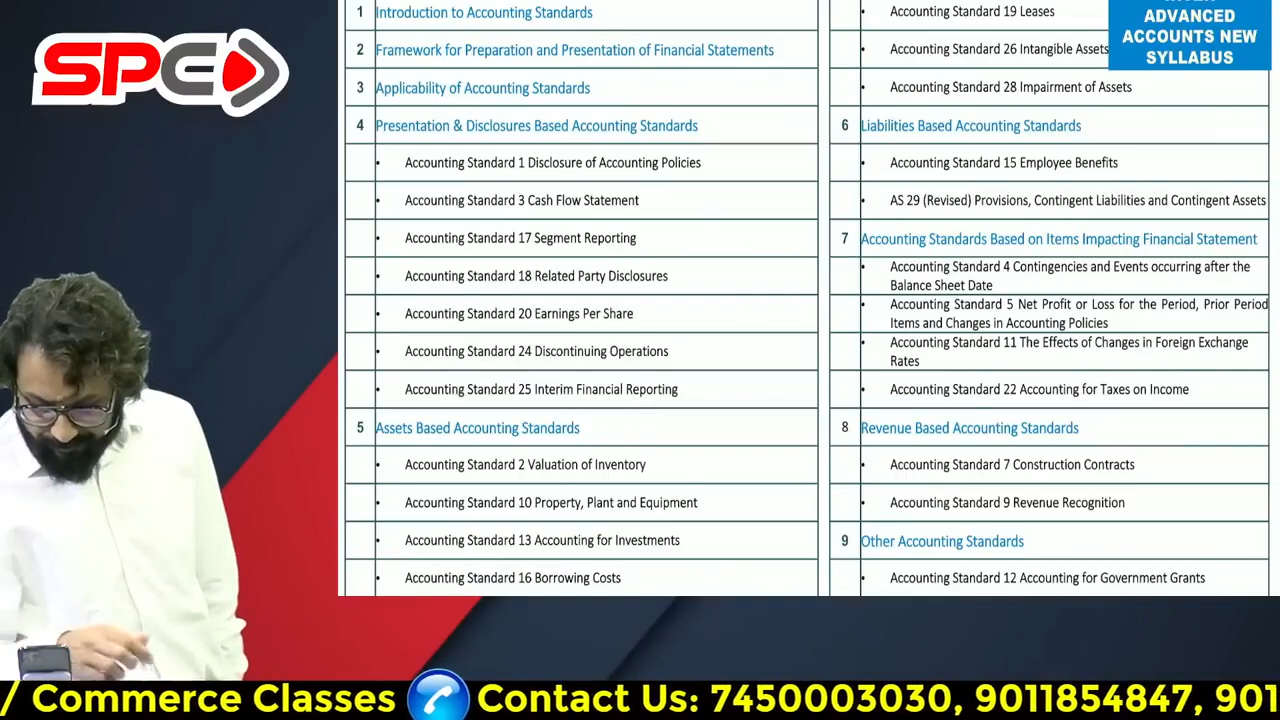 SPC
1 Introduction to Accounting Standards
2 Framework for Preparation and Presentation of Financial Statements
3 Applicability of Accounting Standards
4 Presentation & Disclosures Based Accounting Standards
• Accounting Standard 1 Disclosure of Accounting Policies
• Accounting Standard 3 Cash Flow Statement
• Accounting Standard 17 Segment Reporting
• Accounting Standard 18 Related Party Disclosures
• Accounting Standard 20 Earnings Per Share
• Accounting Standard 24 Discontinuing Operations
• Accounting Standard 25 Interim Financial Reporting
5 Assets Based Accounting Standards
• Accounting Standard 2 Valuation of Inventory
• Accounting Standard 10 Property, Plant and Equipment
• Accounting Standard 13 Accounting for Investments
• Accounting Standard 16 Borrowing Costs
Accounting Standard 19 Leases
• Accounting Standard 26 Intangible Assets
• Accounting Standard 28 Impairment of Assets
6 Liabilities Based Accounting Standards
• Accounting Standard 15 Employee Benefits
• AS 29 (Revised) Provisions, Contingent Liabilities and Contingent Assets
7 Accounting Standards Based on Items Impacting Financial Statement
• Accounting Standard 4 Contingencies and Events occurring after the
Balance Sheet Date
• Accounting Standard 5 Net Profit or Loss for the Period, Prior Period
Items and Changes in Accounting Policies
• Accounting Standard 11 The Effects of Changes in Foreign Exchange
Rates
• Accounting Standard 22 Accounting for Taxes on Income
8 Revenue Based Accounting Standards
• Accounting Standard 7 Construction Contracts
• Accounting Standard 9 Revenue Recognition
9 Other Accounting Standards
• Accounting Standard 12 Accounting for Government Grants
ADVANCED
ACCOUNTS NEW
SYLLABUS
/ Commerce Classes Contact Us: 7450003030, 9011854847, 901